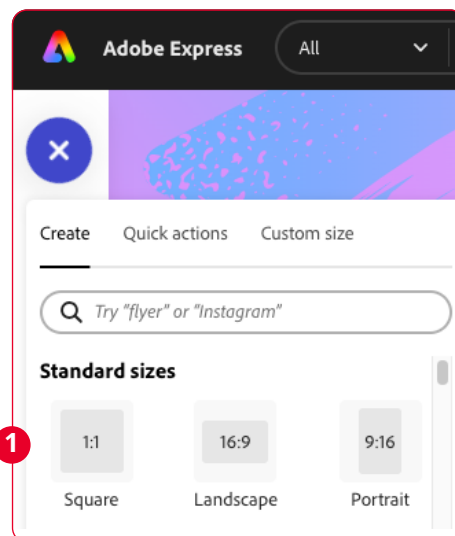 Adobe Express All
Create Quick actions Custom size
Try "flyer" or "Instagram"
Standard sizes
1
1:1 16:9 9:16
Square Landscape Portrait